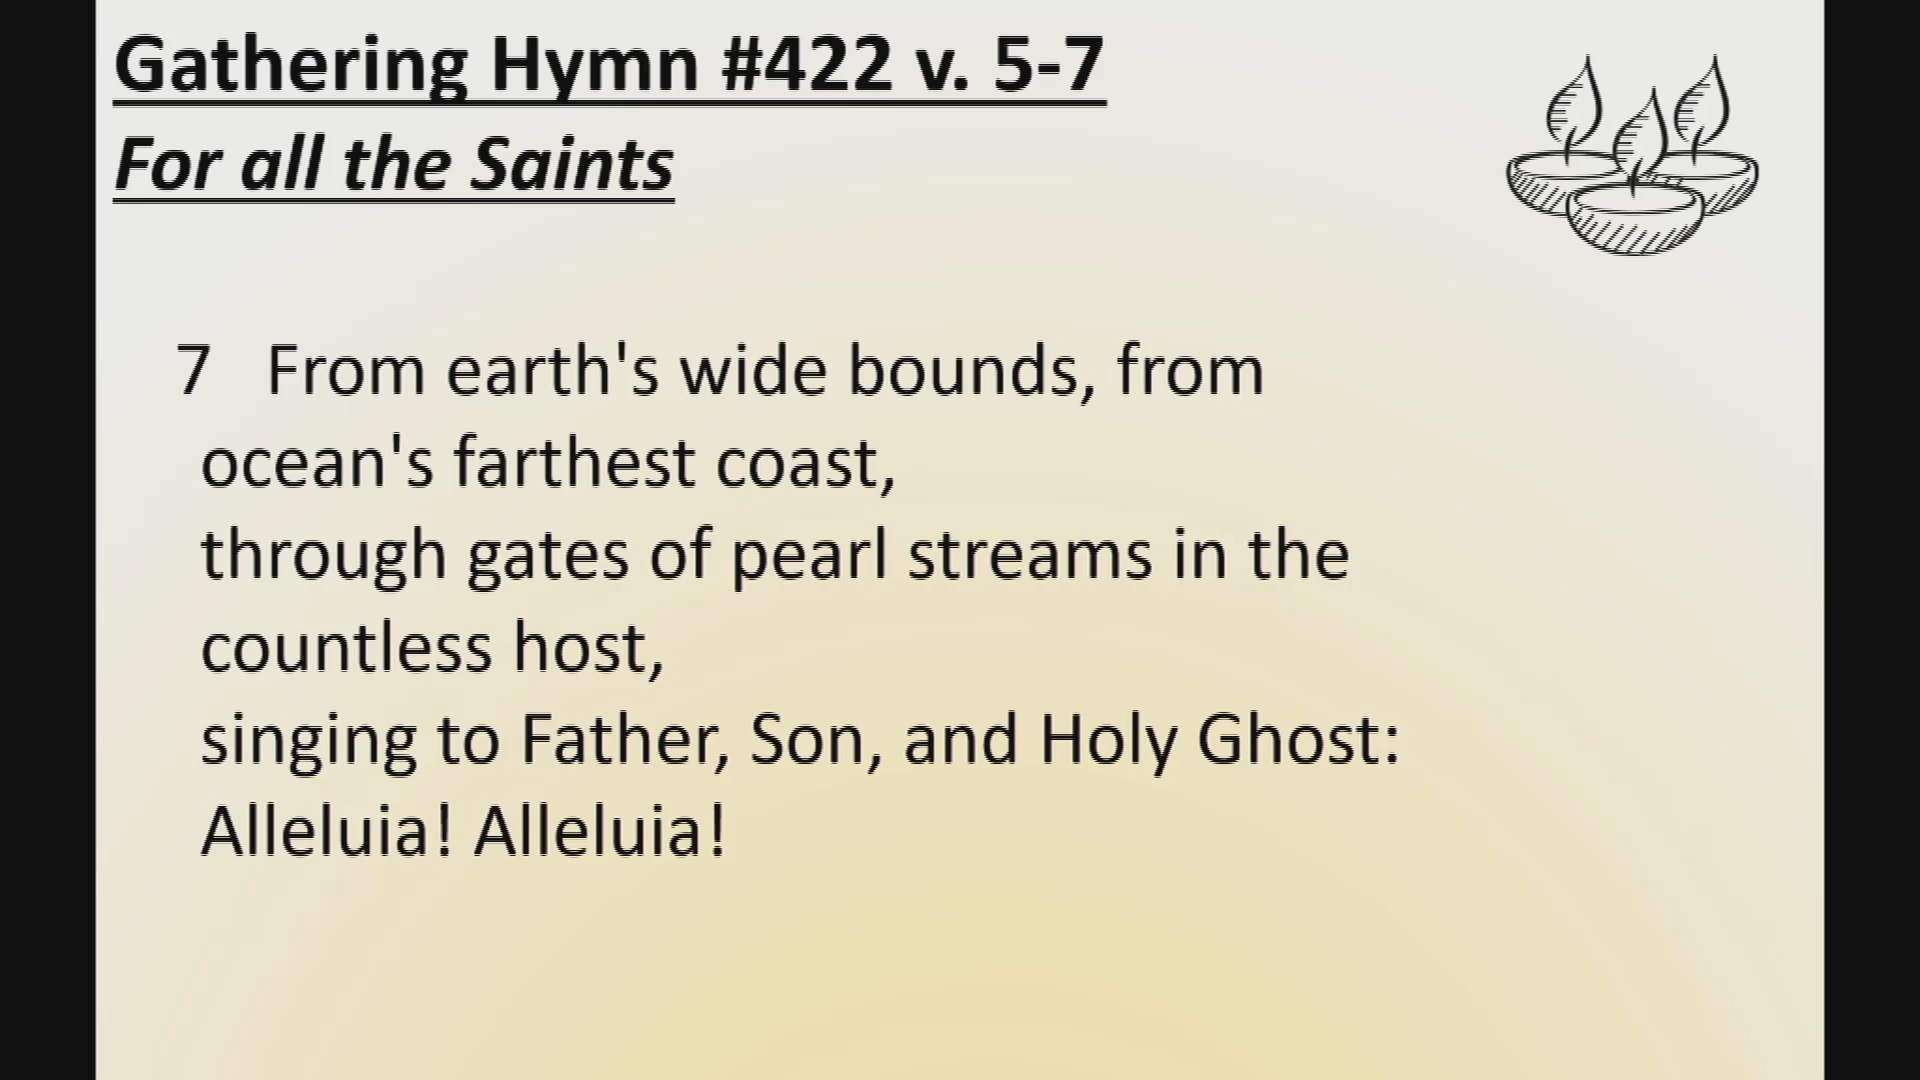 Gathering Hymn #422 v. 5-7
For all the Saints
7 From earth's wide bounds, from
ocean's farthest coast,
through gates of pearl streams in the
countless host,
singing to Father, Son, and Holy Ghost:
Alleluia! Alleluia!